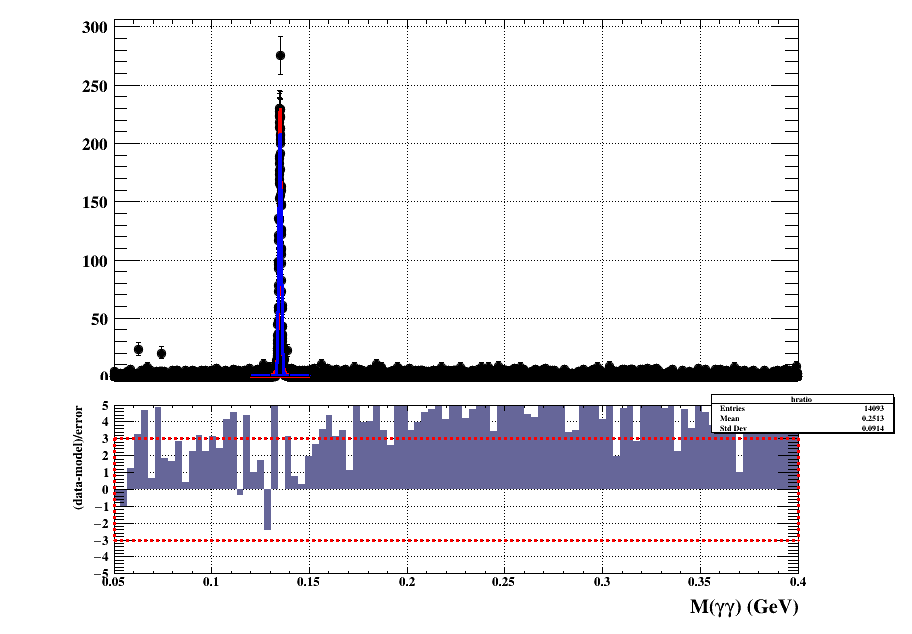 300
250
200
150
100
50
0
hratio
Entries 14093
Mean 0.2513
Std Dev 0.0914
(data-model)/error
5
4
3
2
1
0
−1
−2
−3
−4
−5
0.05 0.1 0.15 0.2 0.25 0.3 0.35 0.4
M(γγ) (GeV)